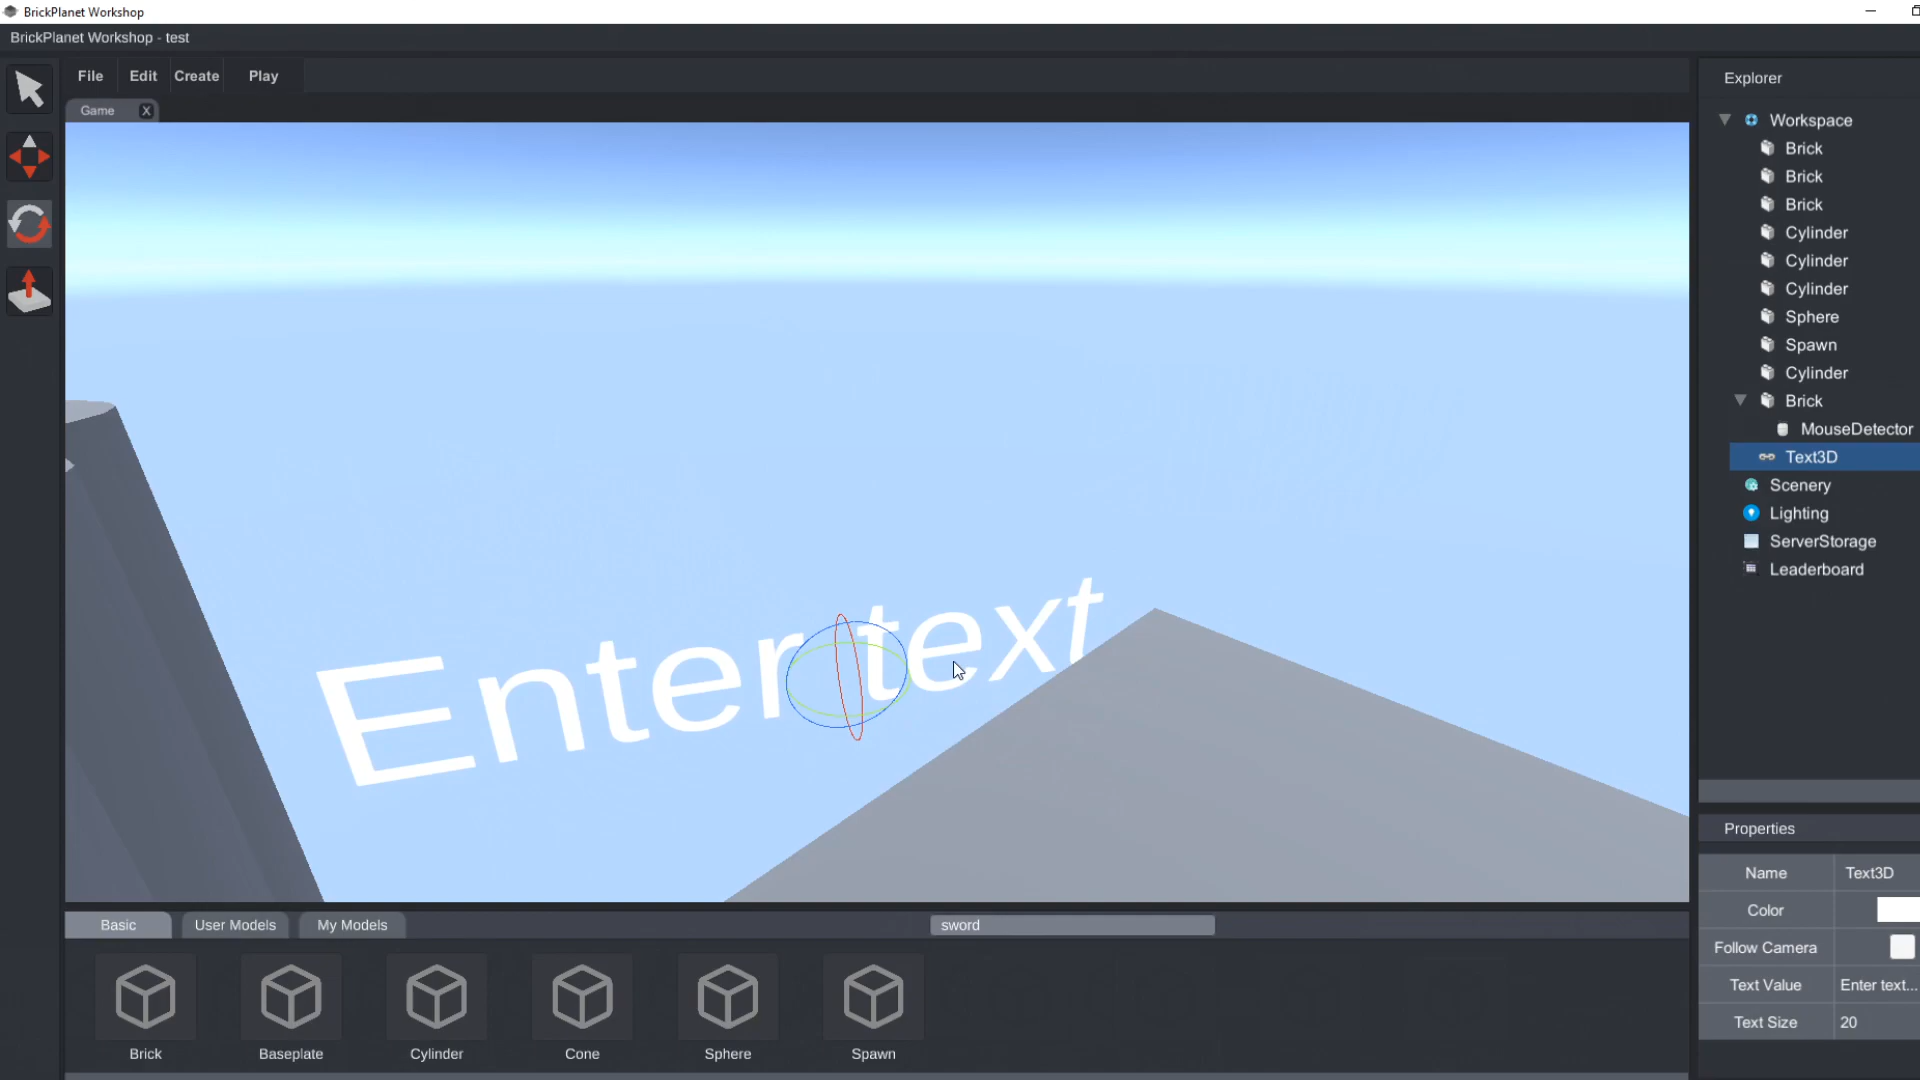 BrickPlanet Workshop
BrickPlanet Workshop - test
File Edit Create Play
Game X
Enter text
Explorer
Workspace
Brick
Brick
Brick
Cylinder
Cylinder
Cylinder
Sphere
Spawn
Cylinder
Brick
MouseDetector
Text3D
Scenery
Lighting
ServerStorage
Leaderboard
Properties
Name Text3D
Color
Follow Camera
Text Value Enter text...
Text Size 20
Basic User Models My Models sword
Brick Baseplate Cylinder Cone Sphere Spawn